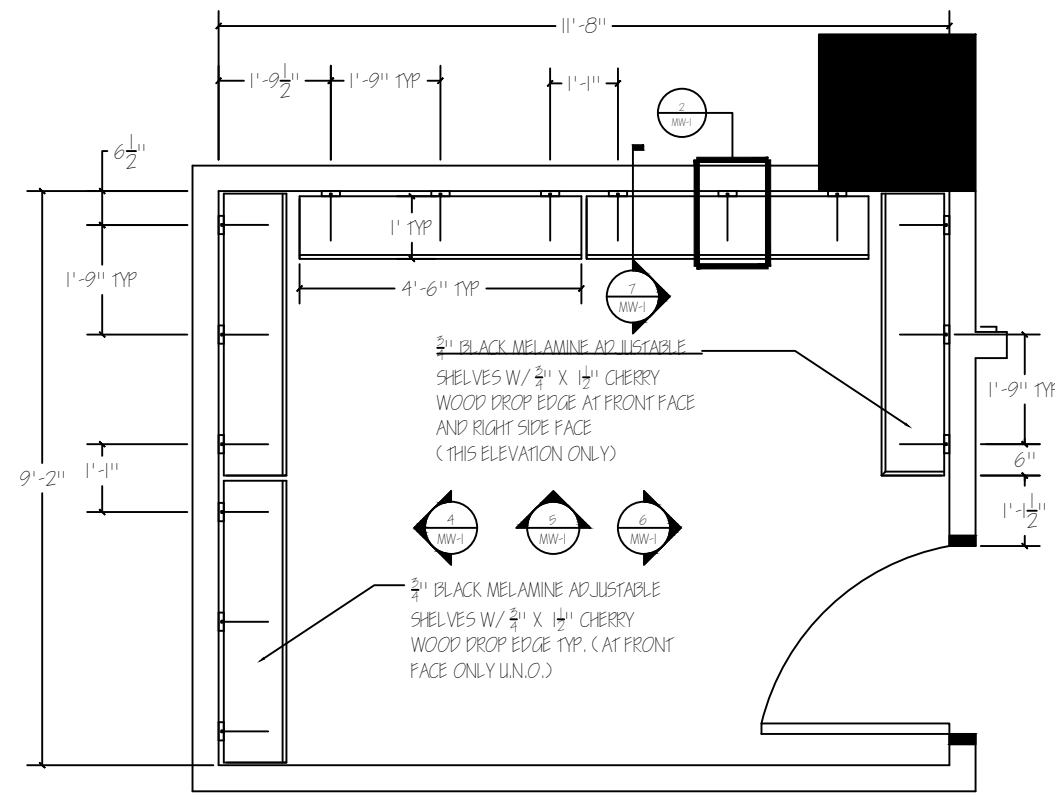 11'-8"
1'-9 1/2"
1'-9" TYP
1'-1"
2
MW-1
6 1/2"
1' TYP
1'-9" TYP
4'-6" TYP
7
MW-1
3/4" BLACK MELAMINE ADJUSTABLE
SHELVES W/ 3/4" X 1 1/2" CHERRY
WOOD DROP EDGE AT FRONT FACE
AND RIGHT SIDE FACE
(THIS ELEVATION ONLY)
1'-9" TYP
9'-2"
1'-1"
6"
1'-1 1/2"
4
MW-1
5
MW-1
6
MW-1
3/4" BLACK MELAMINE ADJUSTABLE
SHELVES W/ 3/4" X 1 1/2" CHERRY
WOOD DROP EDGE TYP. (AT FRONT
FACE ONLY U.N.O.)